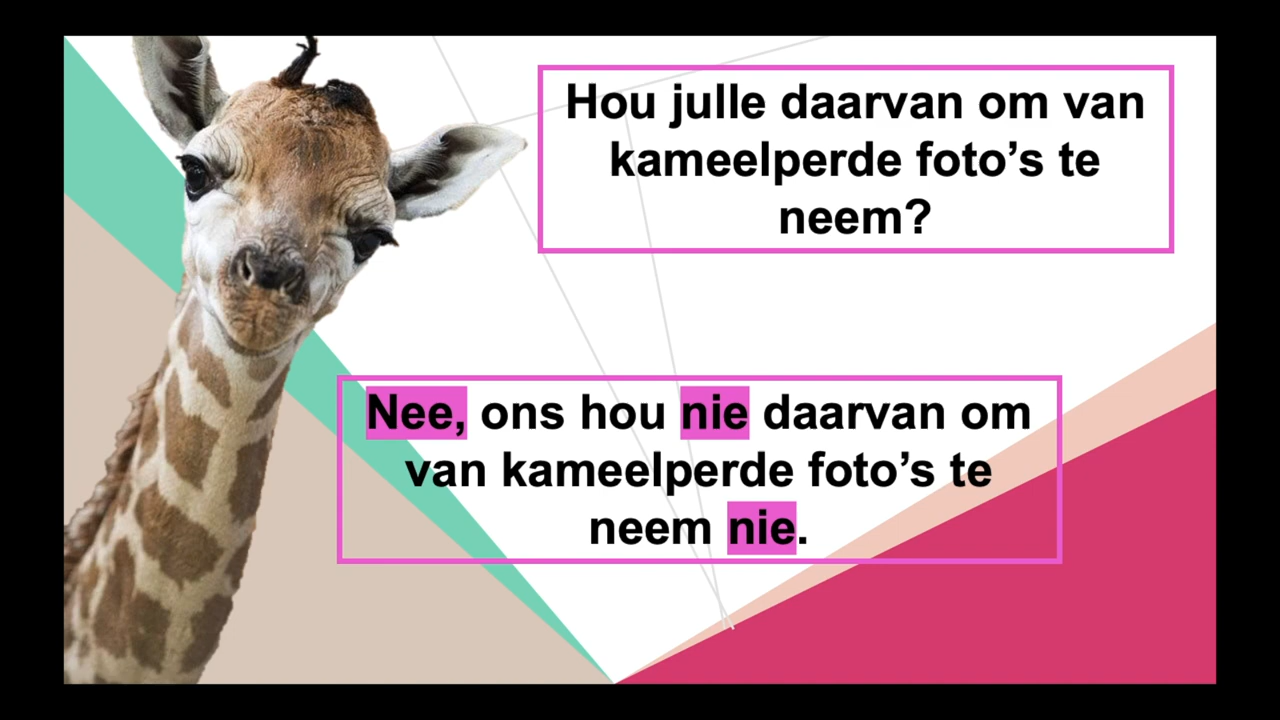 Hou julle daarvan om van
kameelperde foto’s te
neem?
Nee, ons hou nie daarvan om
van kameelperde foto’s te
neem nie.